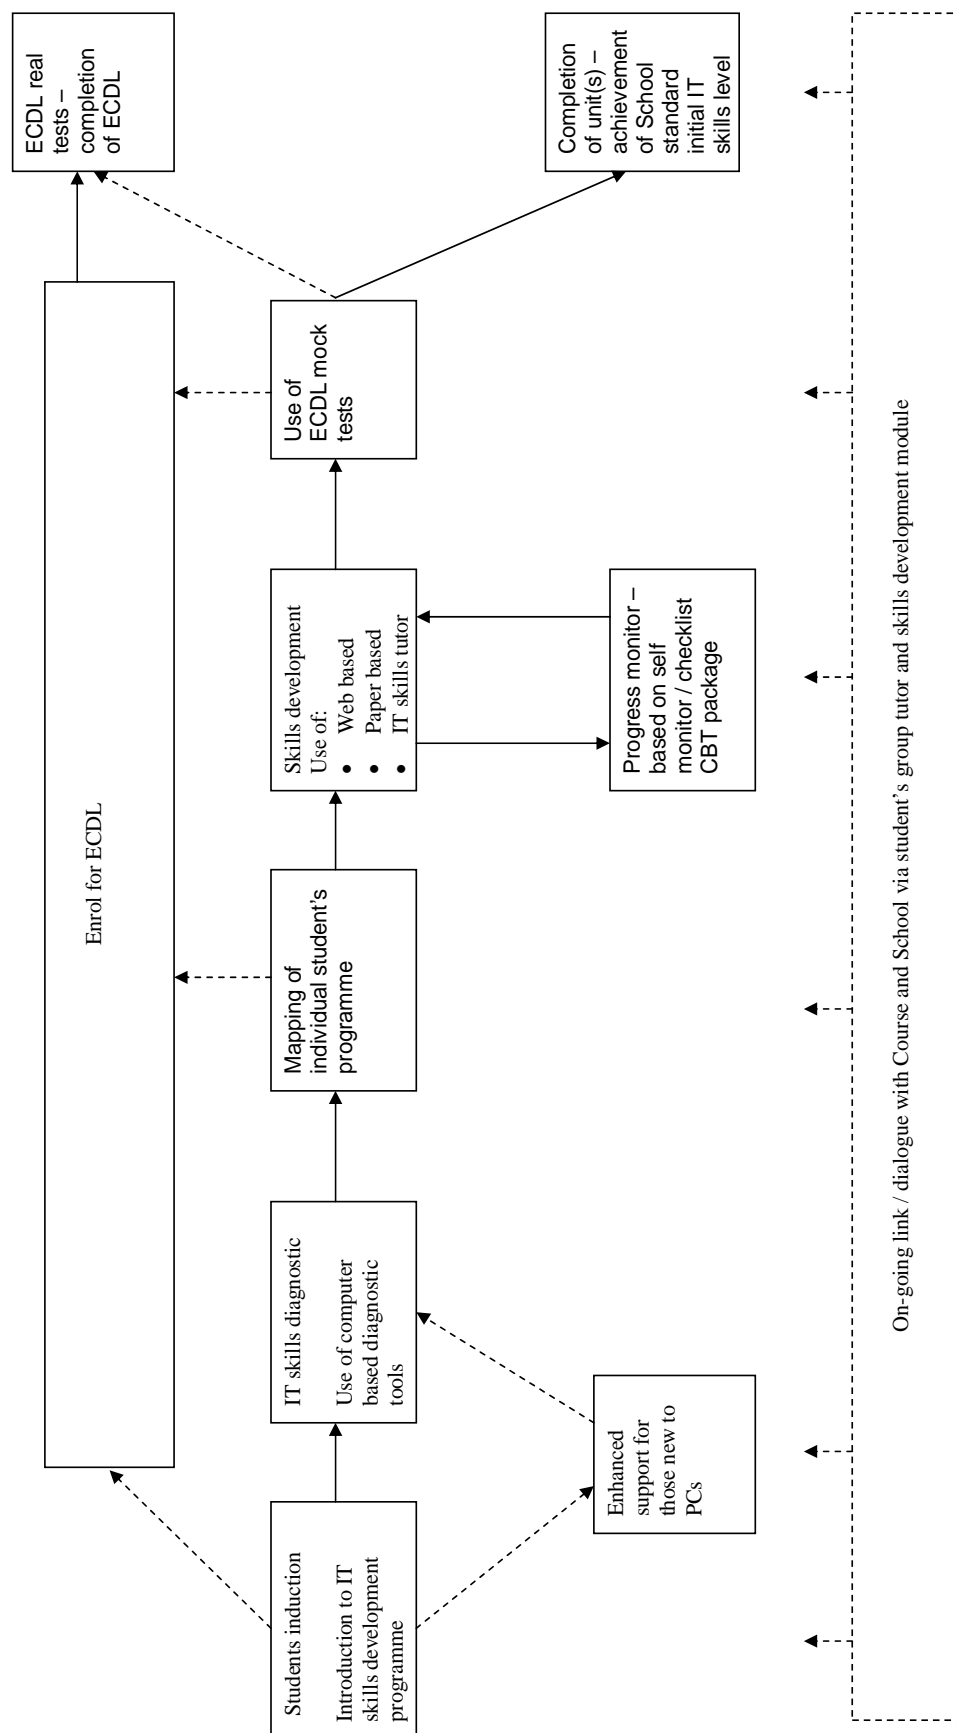 Enrol for ECDL
ECDL real
tests –
completion
of ECDL
Students induction
Introduction to IT
skills development
programme
IT skills diagnostic
Use of computer
based diagnostic
tools
Mapping of
individual student's
programme
Skills development
Use of:
● Web based
● Paper based
● IT skills tutor
Use of
ECDL mock
tests
Completion
of unit(s) –
achievement
of School
standard
initial IT
skills level
Enhanced
support for
those new to
PCs
Progress monitor –
based on self
monitor / checklist
CBT package
On-going link / dialogue with Course and School via student's group tutor and skills development module